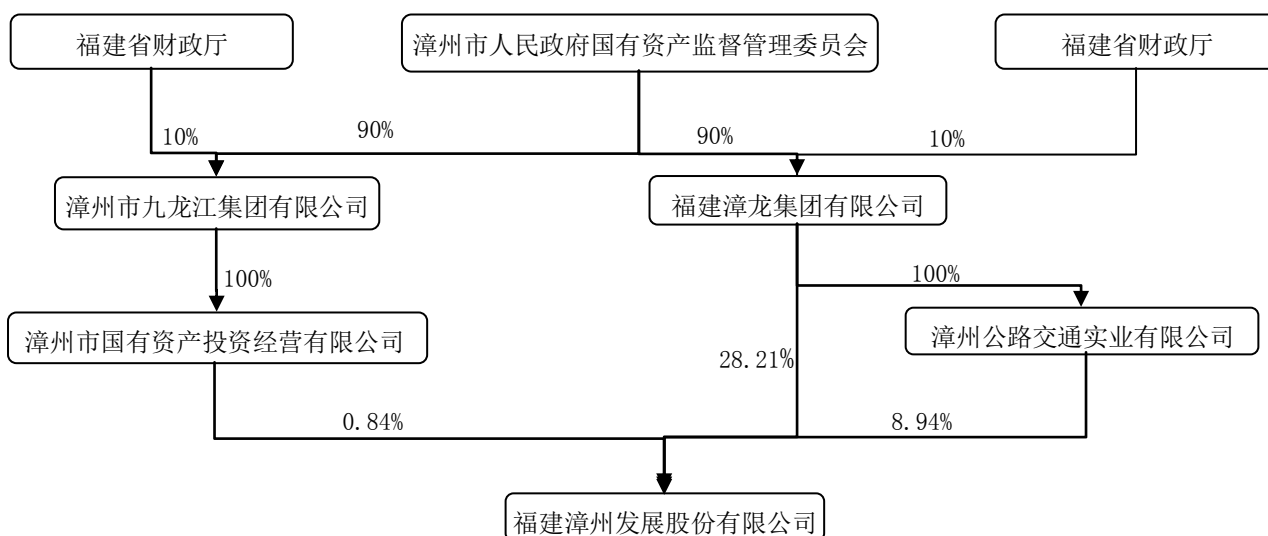 福建省财政厅
漳州市人民政府国有资产监督管理委员会
福建省财政厅
10%
90%
90%
10%
漳州市九龙江集团有限公司
福建漳龙集团有限公司
100%
100%
漳州市国有资产投资经营有限公司
漳州公路交通实业有限公司
28.21%
0.84%
8.94%
福建漳州发展股份有限公司